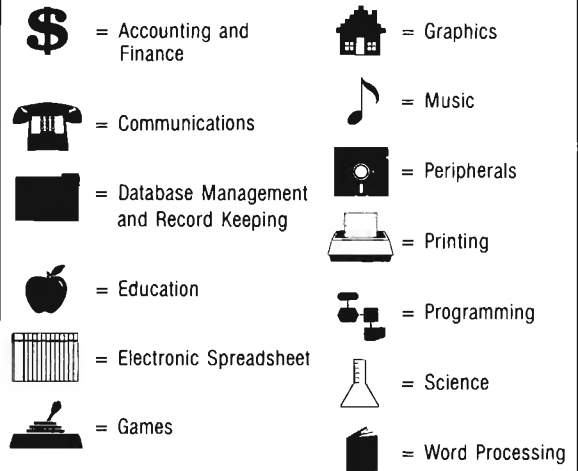 $ = Accounting and
Finance
= Communications
= Database Management
and Record Keeping
= Education
= Electronic Spreadsheet
= Games
= Graphics
= Music
= Peripherals
= Printing
= Programming
= Science
= Word Processing